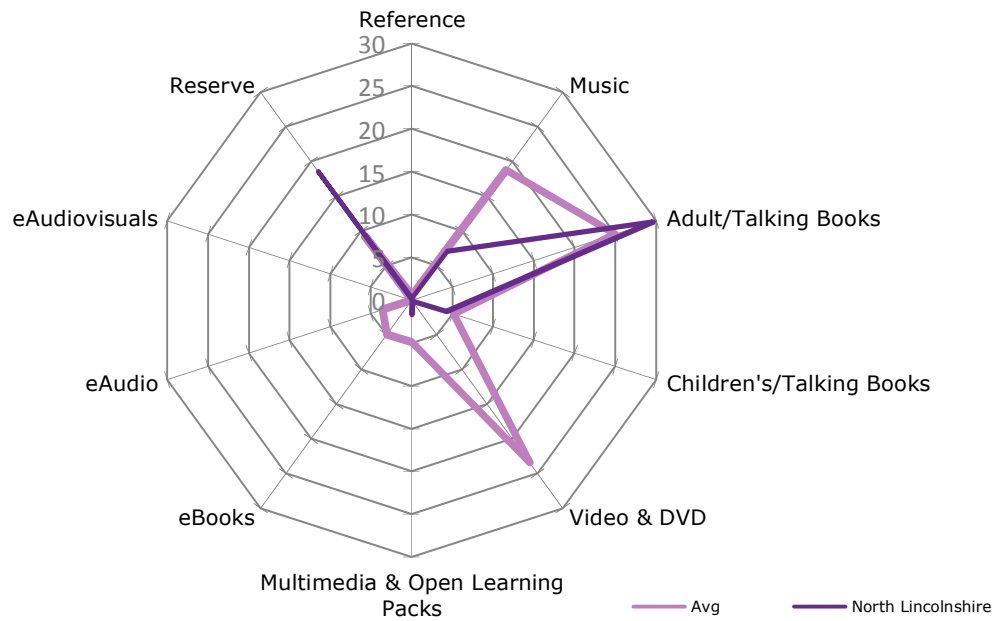 Reference
30
25
20
15
10
5
0
Reserve
Music
eAudiovisuals
Adult/Talking Books
eAudio
Children's/Talking Books
eBooks
Video & DVD
Multimedia & Open Learning
Packs
Avg
North Lincolnshire